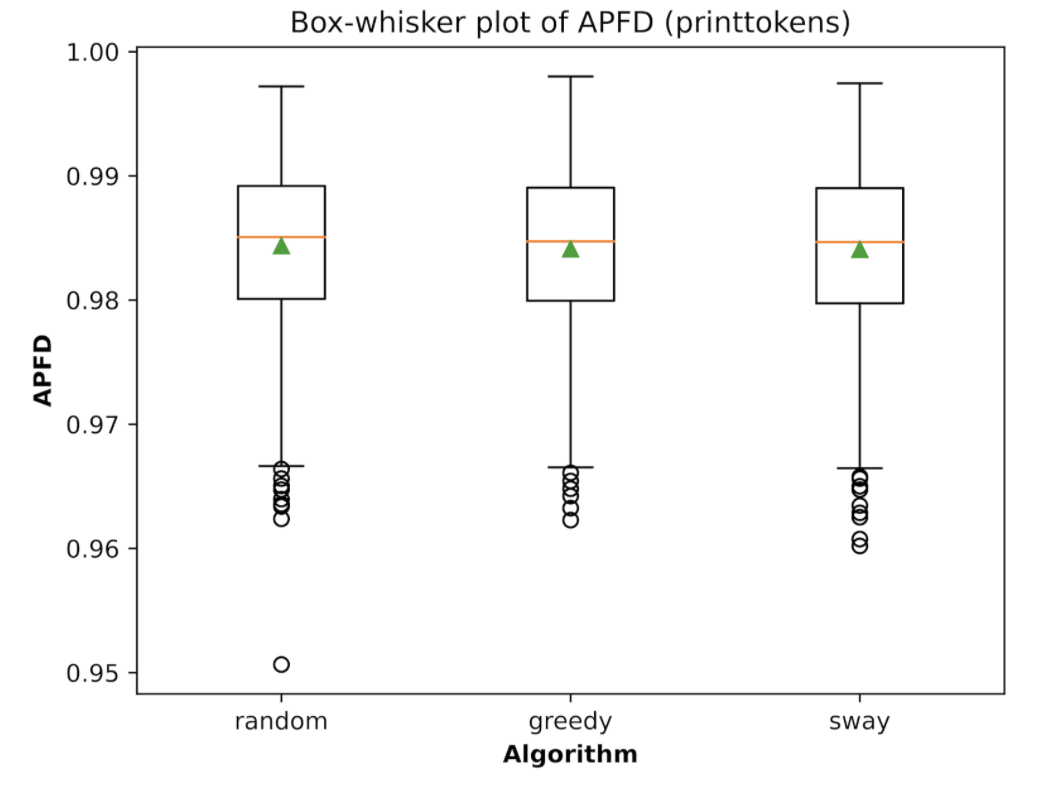 Box-whisker plot of APFD (printtokens)
1.00
0.99
0.98
0.97
0.96
0.95
APFD
random greedy sway
Algorithm